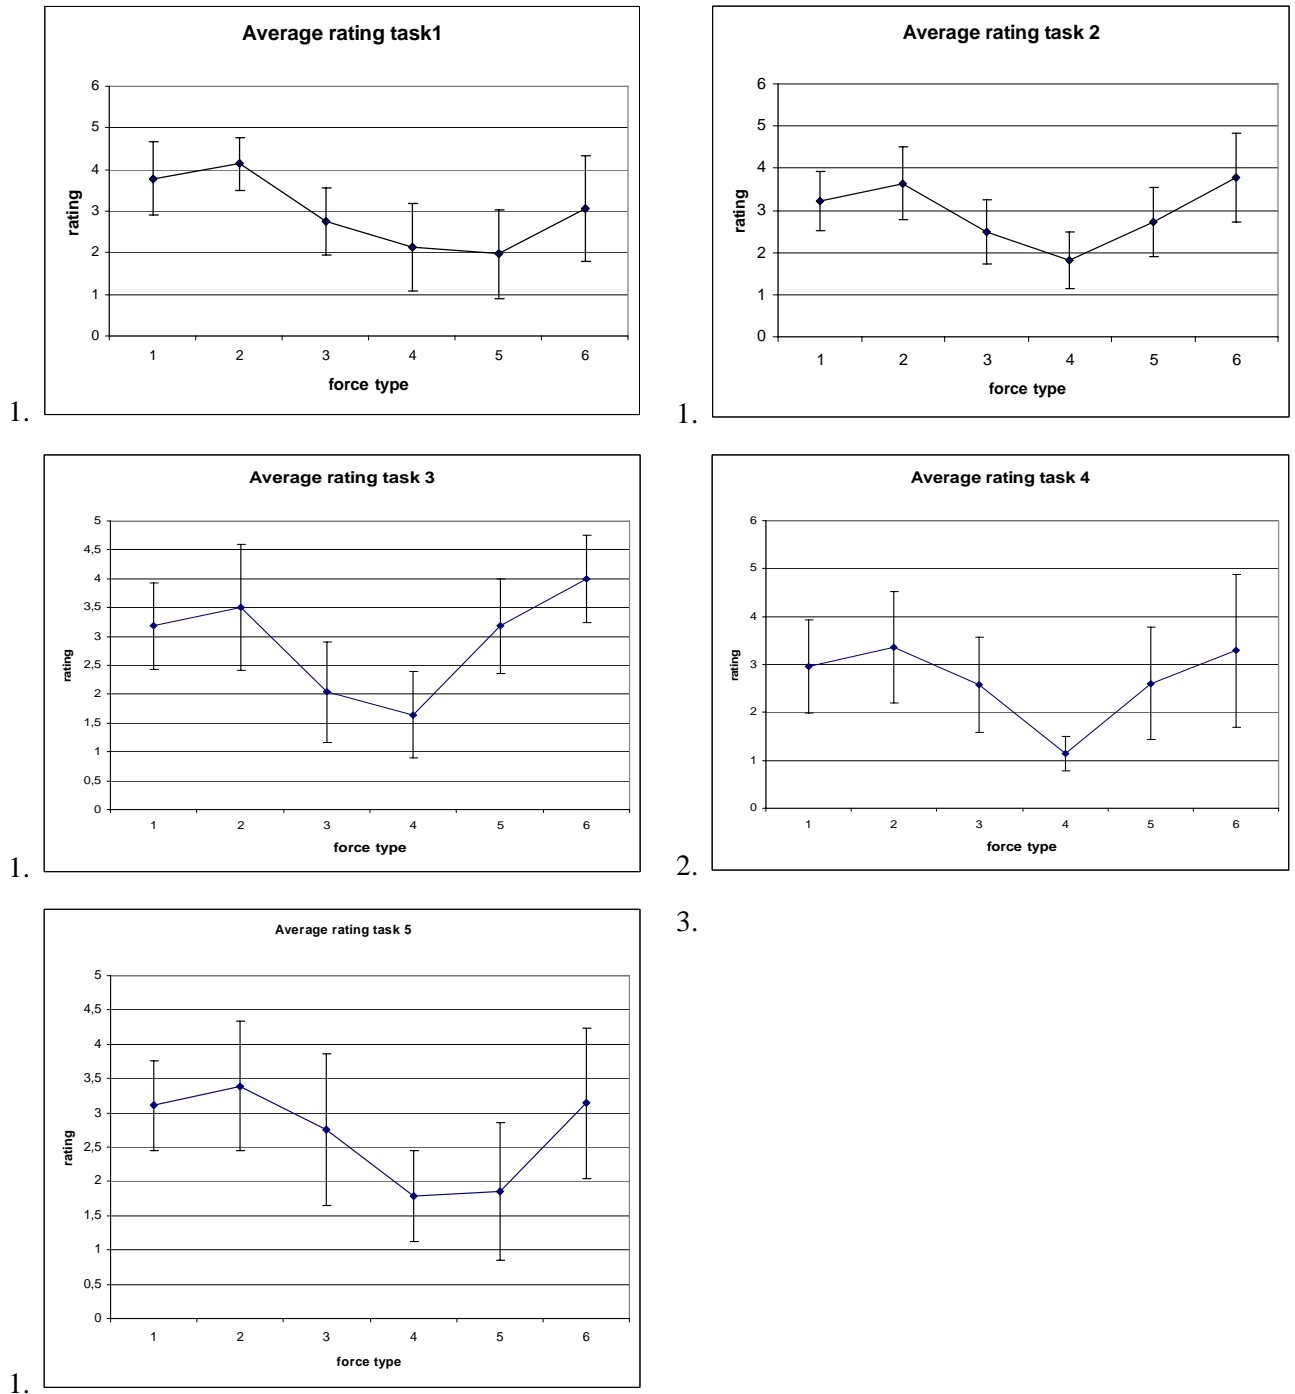 Average rating task1
6
5
4
3
2
1
0
rating
1 2 3 4 5 6
force type
1.
Average rating task 2
6
5
4
3
2
1
0
rating
1 2 3 4 5 6
force type
1.
Average rating task 3
5
4,5
4
3,5
3
2,5
2
1,5
1
0,5
0
rating
1 2 3 4 5 6
force type
1.
Average rating task 4
6
5
4
3
2
1
0
rating
1 2 3 4 5 6
force type
2.
Average rating task 5
5
4,5
4
3,5
3
2,5
2
1,5
1
0,5
0
rating
1 2 3 4 5 6
force type
1.
3.